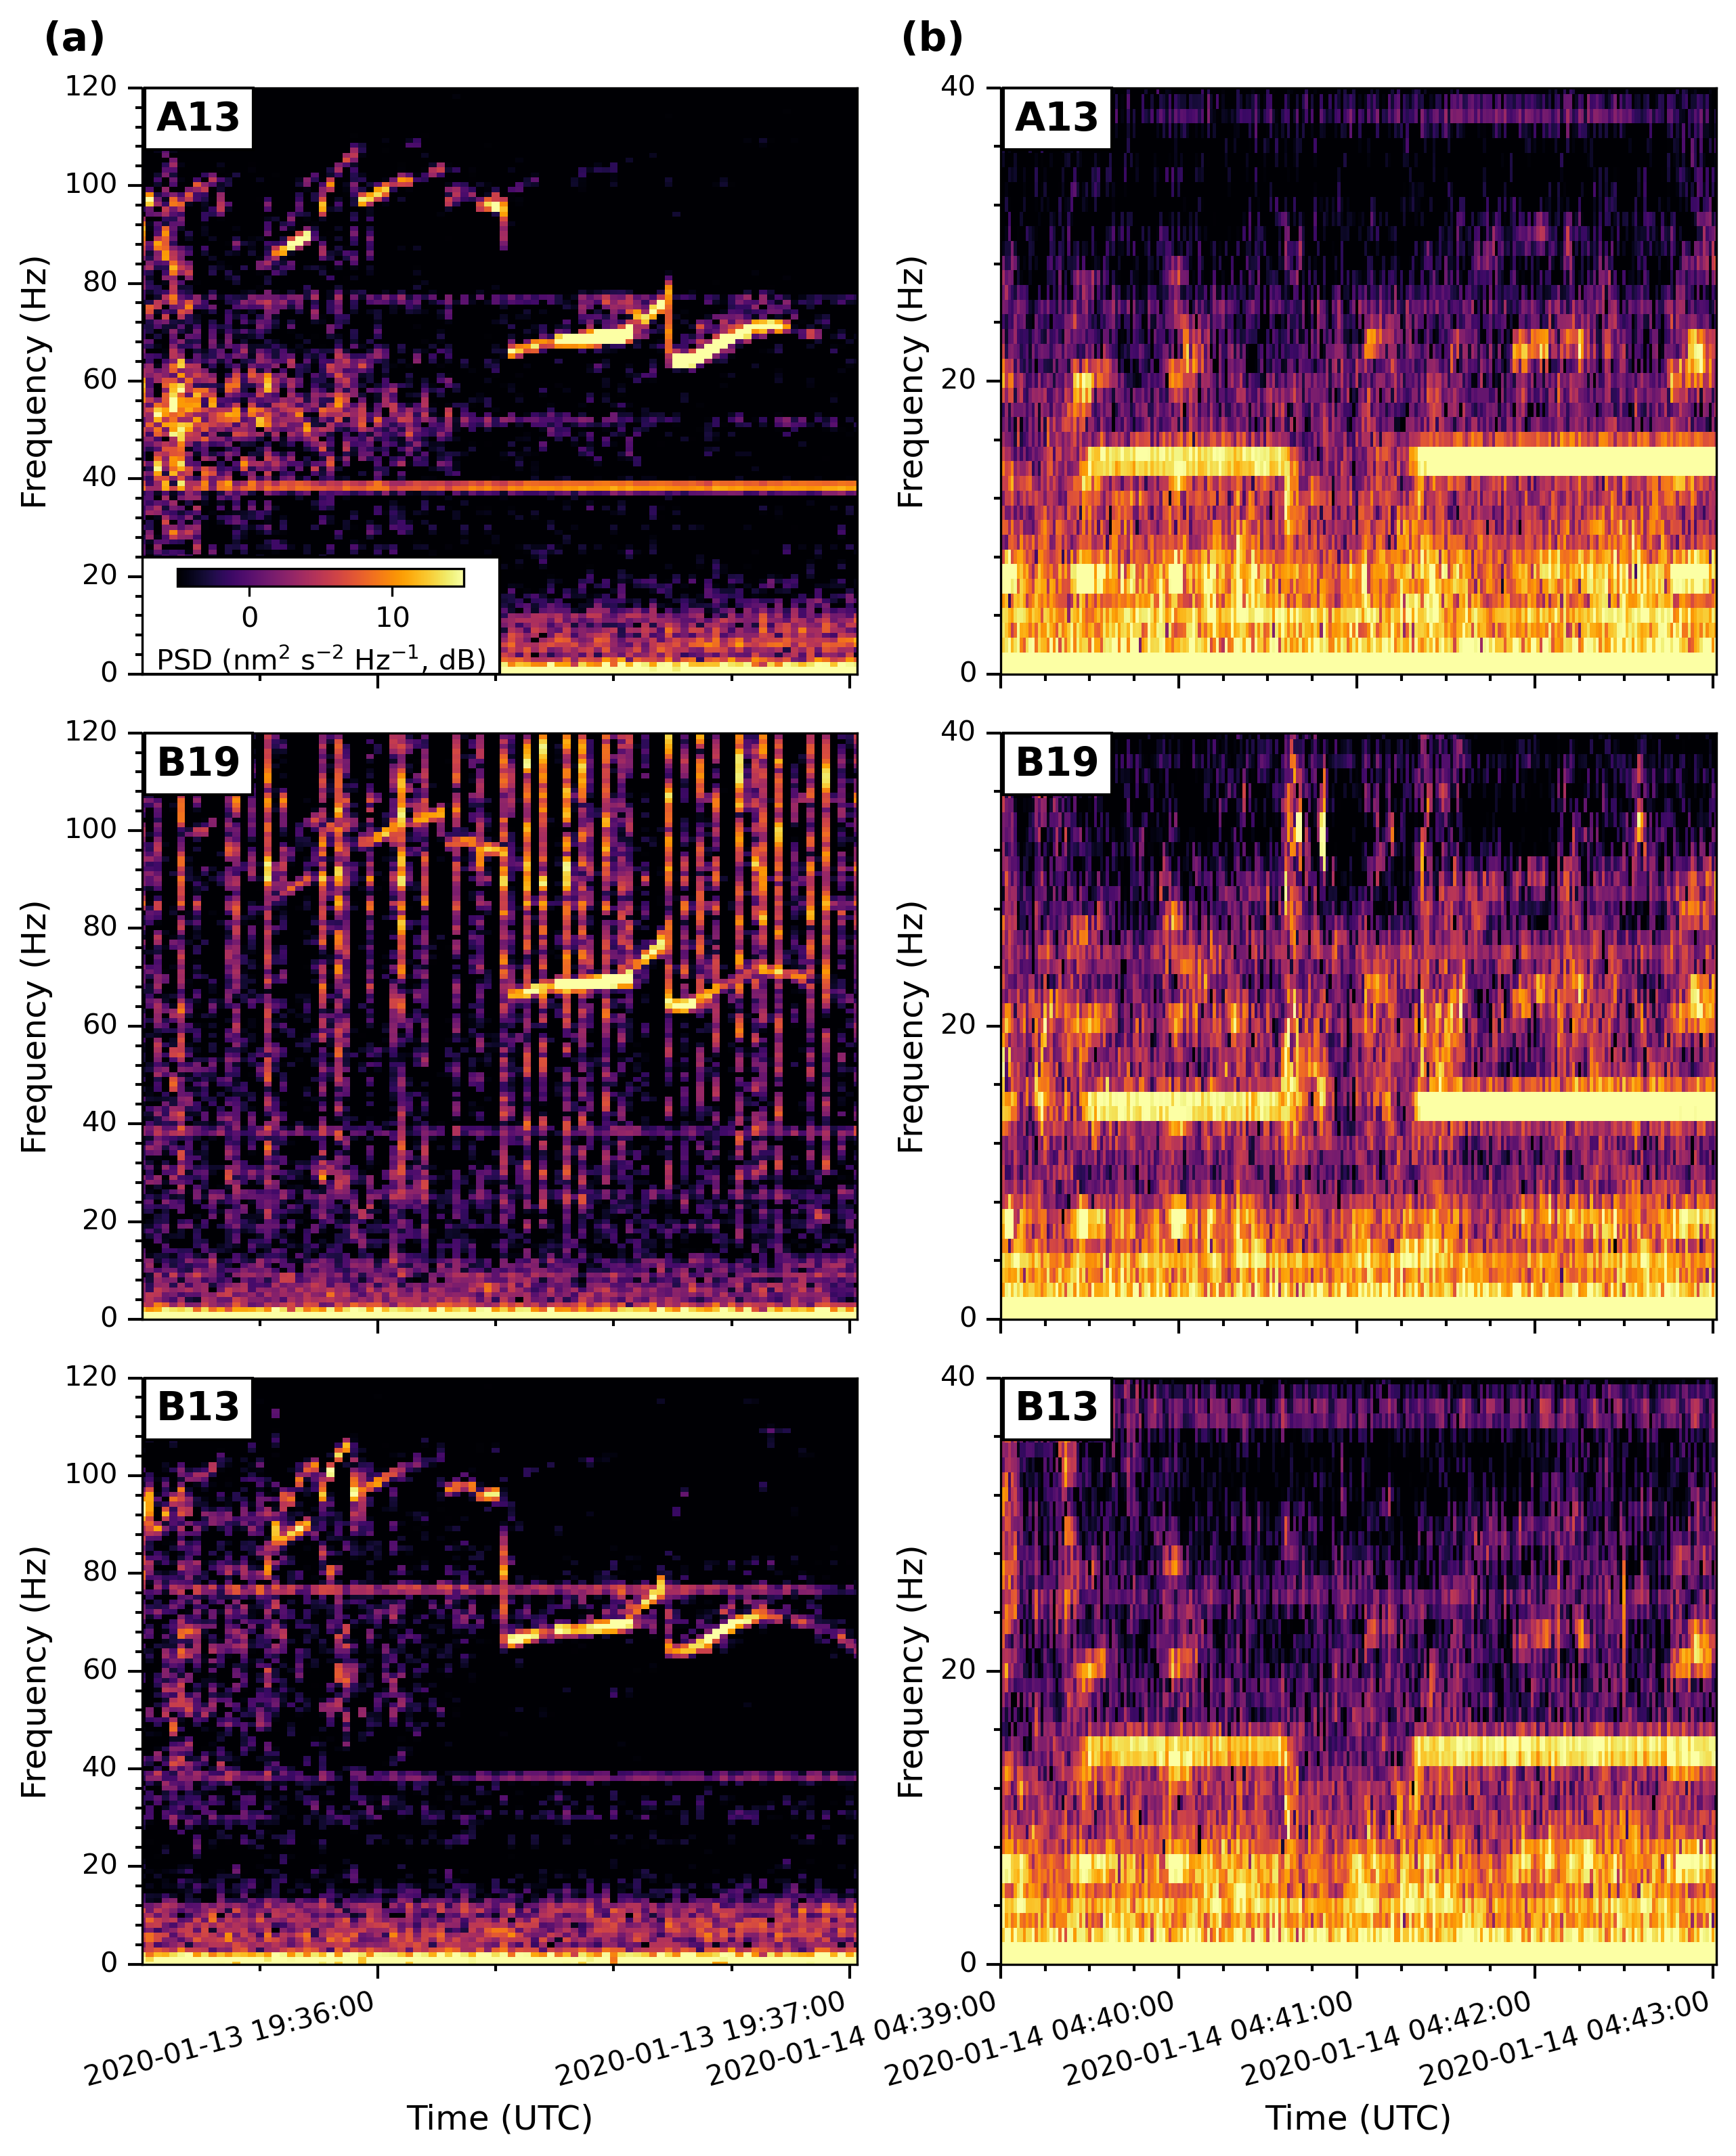 (a)
(b)
120
100
80
60
40
20
0
Frequency (Hz)
A13
0
10
PSD (nm² s⁻² Hz⁻¹, dB)
40
20
0
Frequency (Hz)
A13
120
100
80
60
40
20
0
Frequency (Hz)
B19
40
20
0
Frequency (Hz)
B19
120
100
80
60
40
20
0
Frequency (Hz)
B13
40
20
0
Frequency (Hz)
B13
2020-01-13 19:36:00
2020-01-13 19:37:00
Time (UTC)
2020-01-14 04:39:00
2020-01-14 04:40:00
2020-01-14 04:41:00
2020-01-14 04:42:00
2020-01-14 04:43:00
Time (UTC)